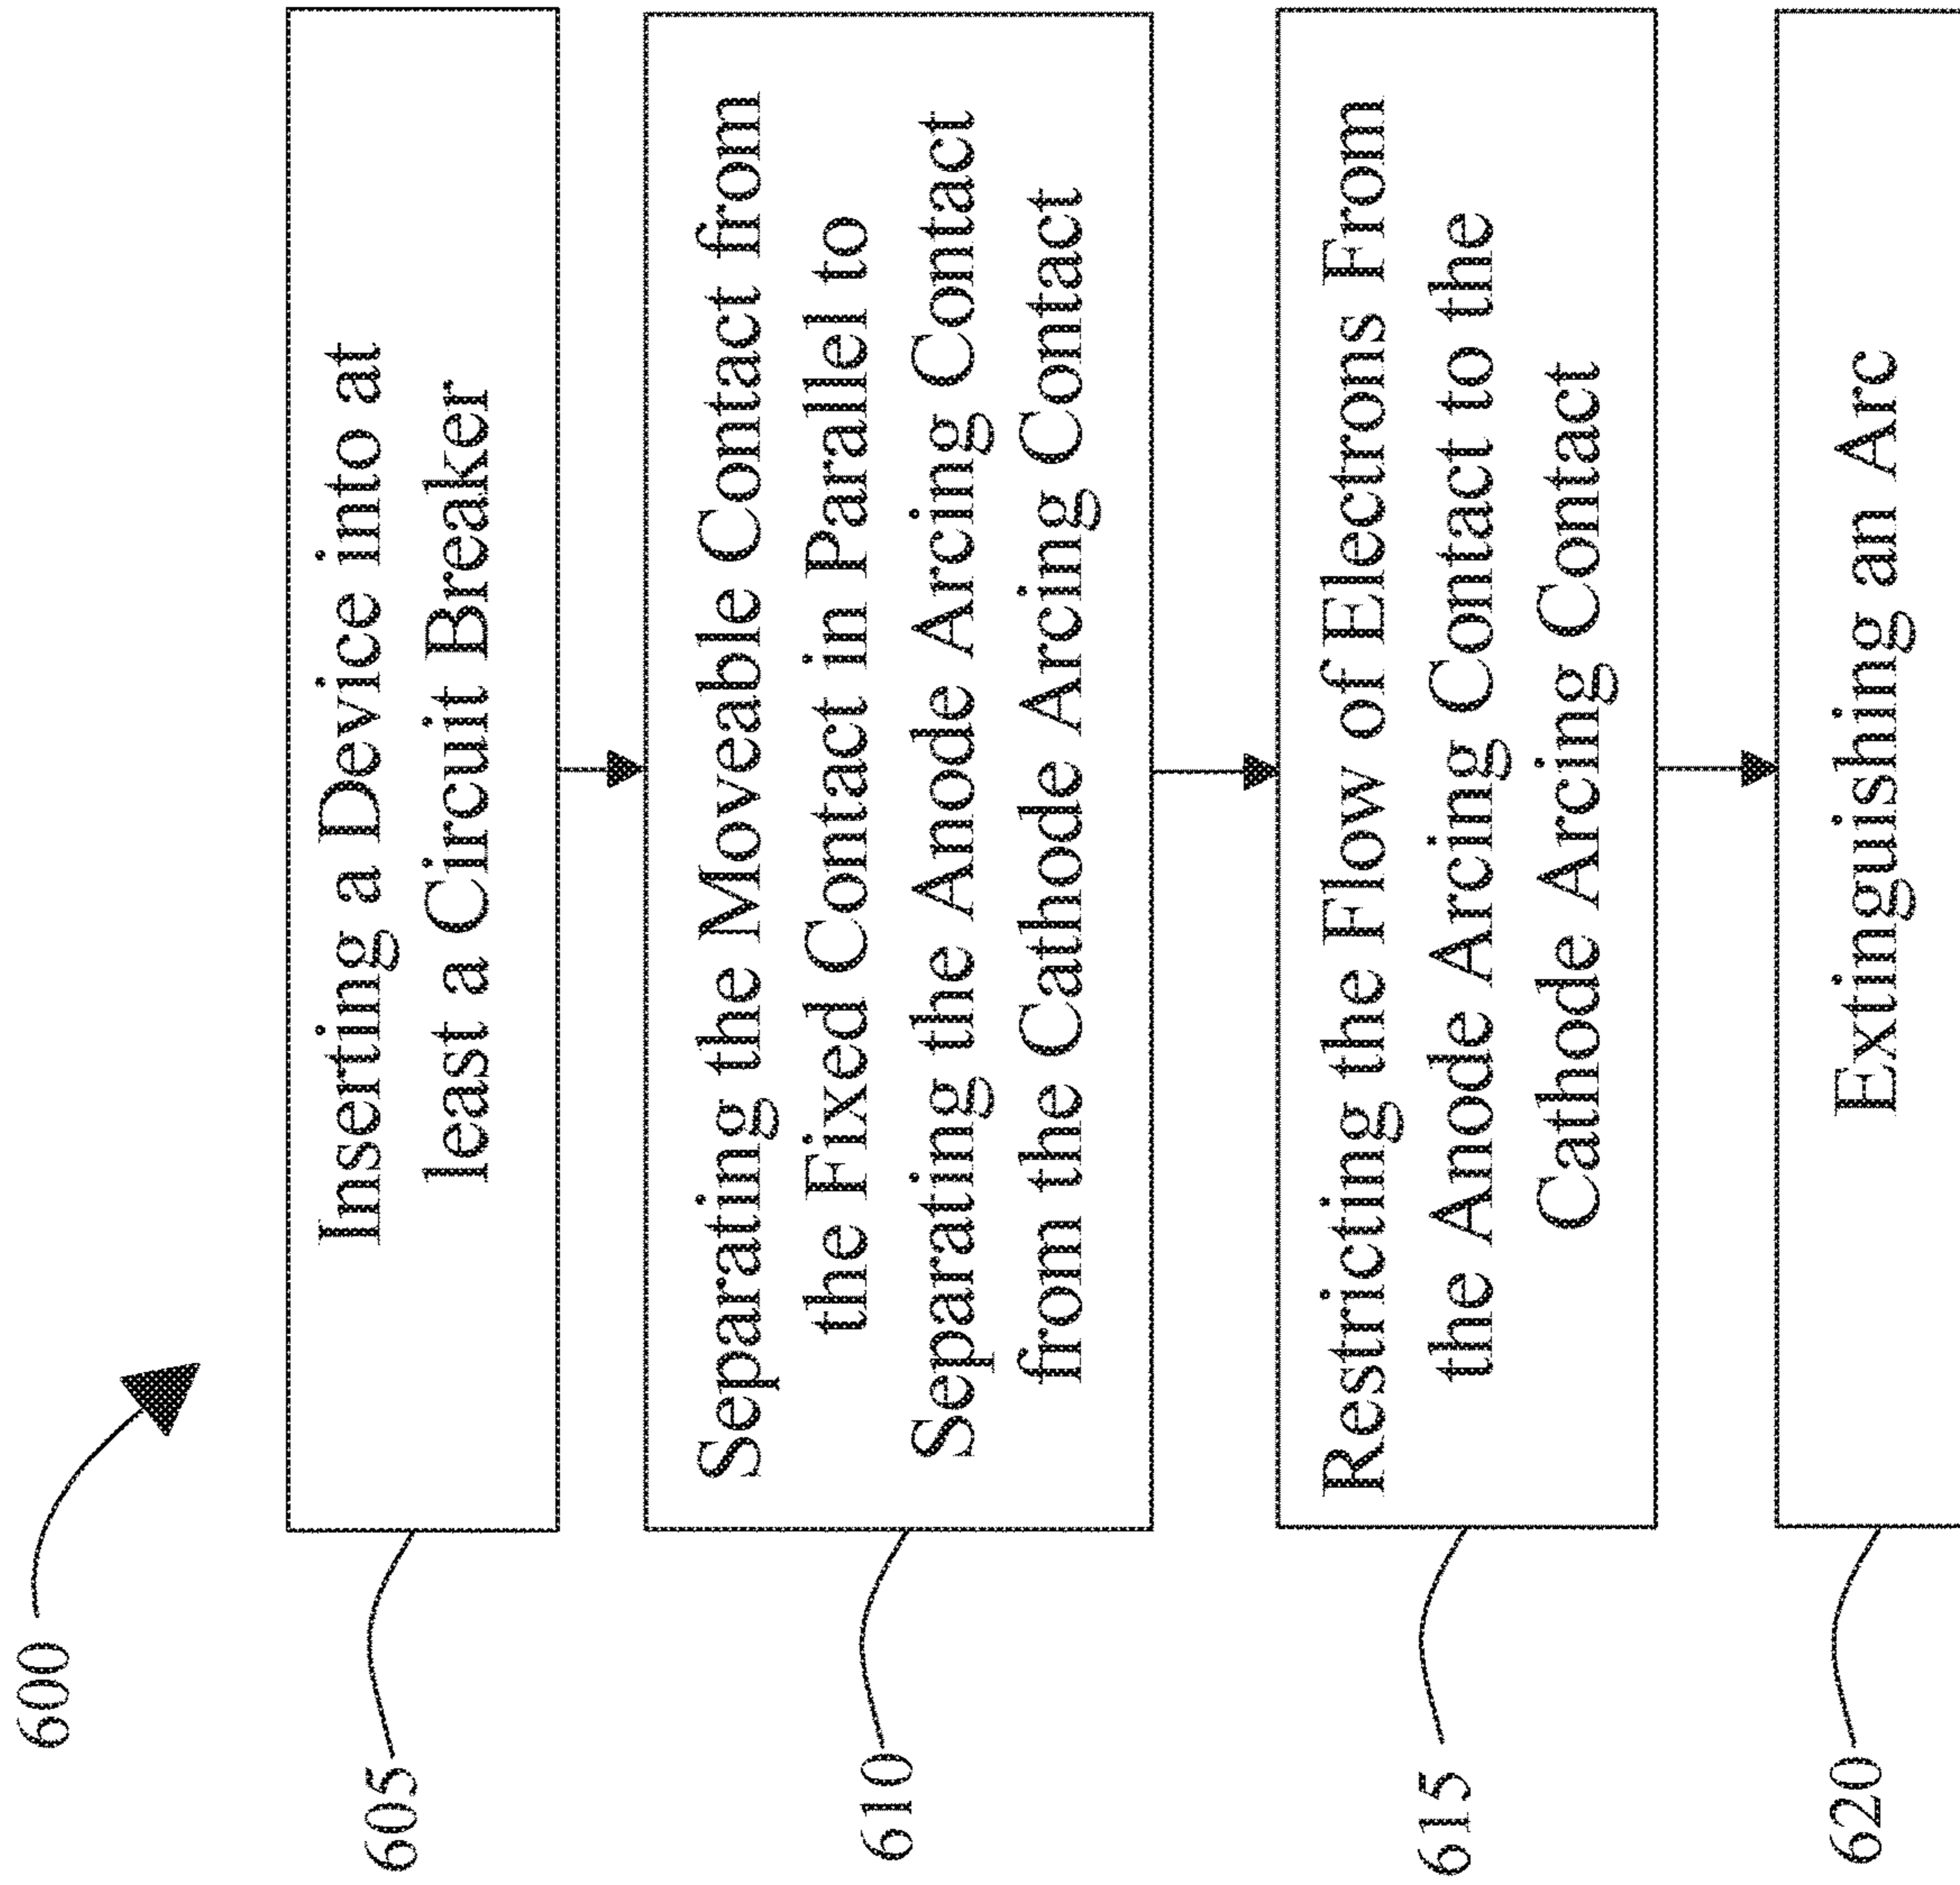 600
605
Inserting a Device into at
least a Circuit Breaker
610
Separating the Moveable Contact from
the Fixed Contact in Parallel to
Separating the Anode Arcing Contact
from the Cathode Arcing Contact
615
Restricting the Flow of Electrons From
the Anode Arcing Contact to the
Cathode Arcing Contact
620
Extinguishing an Arc